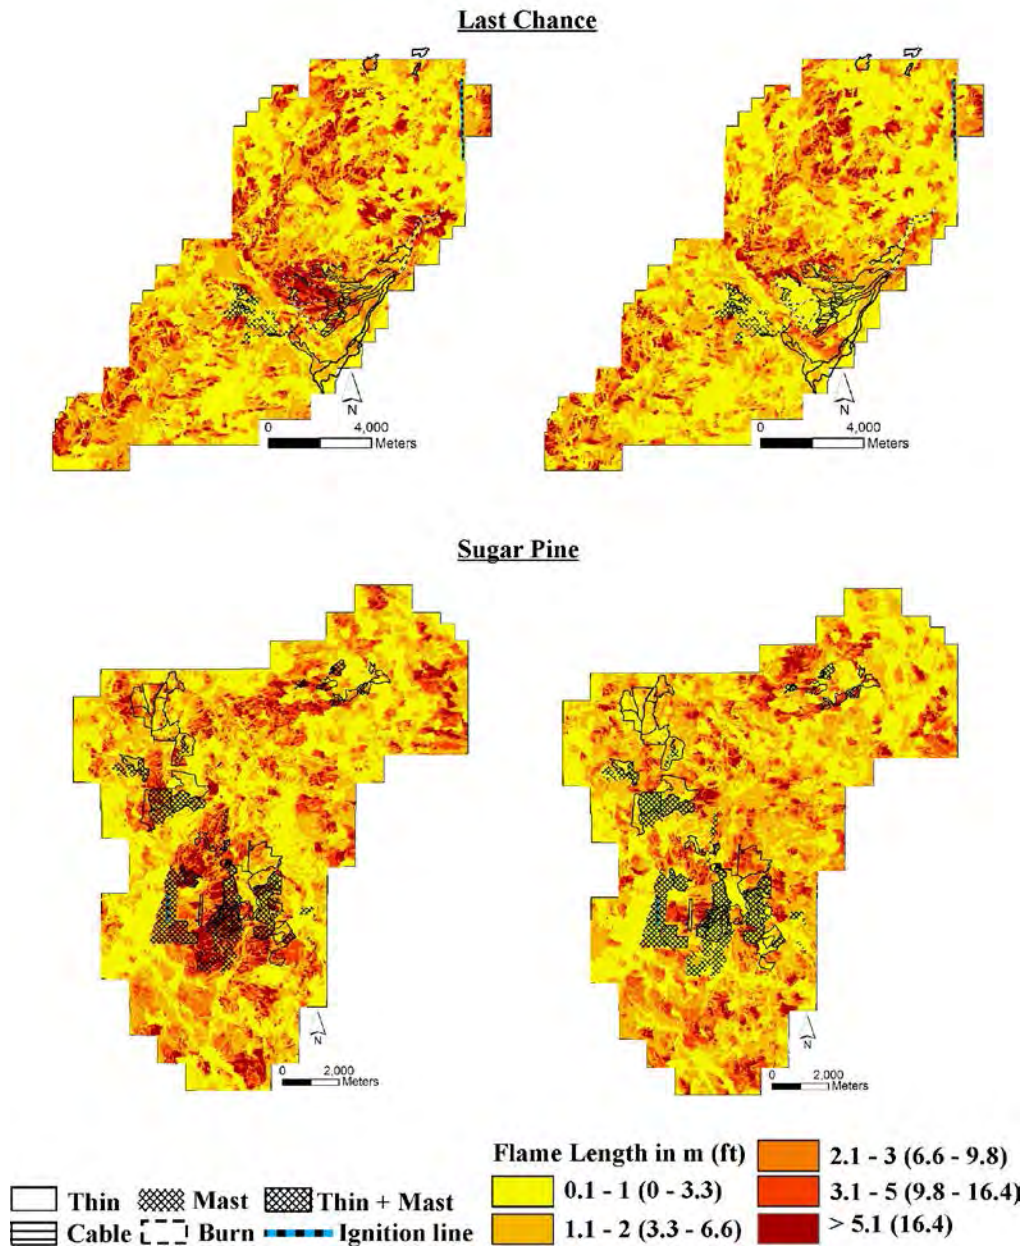 Last Chance
N
0 4,000
Meters
N
0 4,000
Meters
Sugar Pine
N
0 2,000
Meters
N
0 2,000
Meters
Flame Length in m (ft)
0.1 - 1 (0 - 3.3)
1.1 - 2 (3.3 - 6.6)
2.1 - 3 (6.6 - 9.8)
3.1 - 5 (9.8 - 16.4)
> 5.1 (16.4)
Thin Mast Thin + Mast
Cable Burn Ignition line